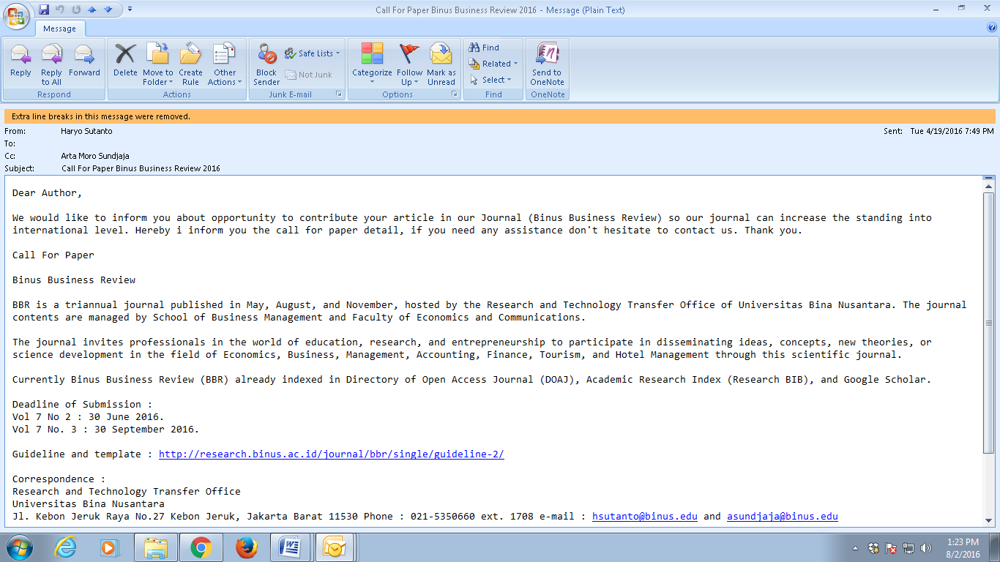 Call For Paper Binus Business Review 2016 - Message (Plain Text)
Message
Reply
Reply to All
Forward
Respond
Delete
Move to Folder
Create Rule
Other Actions
Actions
Block Sender
Safe Lists
Not Junk
Junk E-mail
Categorize
Follow Up
Mark as Unread
Options
Find
Related
Select
Find
Send to OneNote
OneNote
Extra line breaks in this message were removed.
From: Haryo Sutanto
Sent: Tue 4/19/2016 7:49 PM
To:
Cc: Arta Moro Sundjaja
Subject: Call For Paper Binus Business Review 2016
Dear Author,
We would like to inform you about opportunity to contribute your article in our Journal (Binus Business Review) so our journal can increase the standing into
international level. Hereby i inform you the call for paper detail, if you need any assistance don't hesitate to contact us. Thank you.
Call For Paper
Binus Business Review
BBR is a triannual journal published in May, August, and November, hosted by the Research and Technology Transfer Office of Universitas Bina Nusantara. The journal
contents are managed by School of Business Management and Faculty of Economics and Communications.
The journal invites professionals in the world of education, research, and entrepreneurship to participate in disseminating ideas, concepts, new theories, or
science development in the field of Economics, Business, Management, Accounting, Finance, Tourism, and Hotel Management through this scientific journal.
Currently Binus Business Review (BBR) already indexed in Directory of Open Access Journal (DOAJ), Academic Research Index (Research BIB), and Google Scholar.
Deadline of Submission :
Vol 7 No 2 : 30 June 2016.
Vol 7 No. 3 : 30 September 2016.
Guideline and template : http://research.binus.ac.id/journal/bbr/single/guideline-2/
Correspondence :
Research and Technology Transfer Office
Universitas Bina Nusantara
Jl. Kebon Jeruk Raya No.27 Kebon Jeruk, Jakarta Barat 11530 Phone : 021-5350660 ext. 1708 e-mail : hsutanto@binus.edu and asundjaja@binus.edu
1:23 PM
8/2/2016